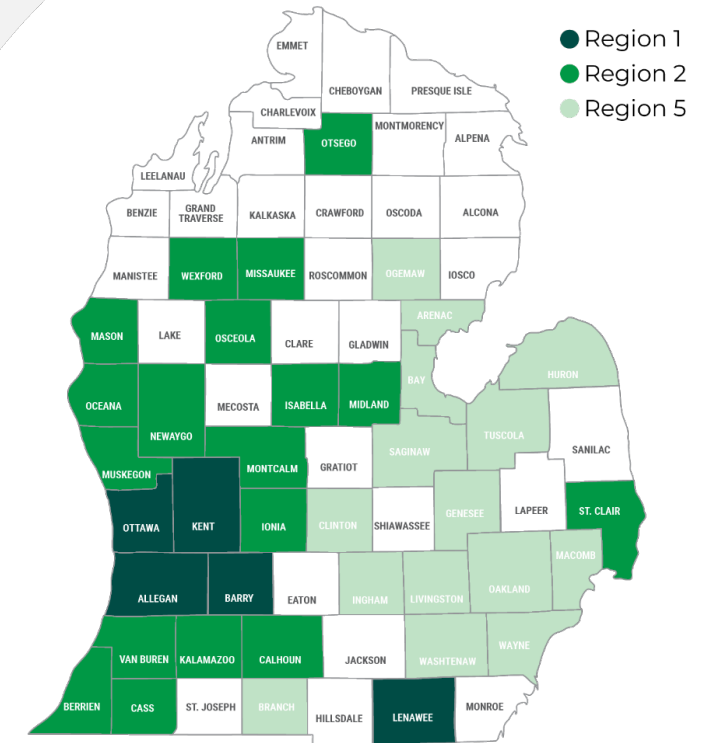 Region 1
Region 2
Region 5
EMMET
CHEBOYGAN
PRESQUE ISLE
CHARLEVOIX
ANTRIM
OTSEGO
MONTMORENCY
ALPENA
LEELANAU
BENZIE
GRAND
TRAVERSE
KALKASKA
CRAWFORD
OSCODA
ALCONA
MANISTEE
WEXFORD
MISSAUKEE
ROSCOMMON
OGEMAW
IOSCO
MASON
LAKE
OSCEOLA
CLARE
GLADWIN
ARENAC
OCEANA
NEWAYGO
MECOSTA
ISABELLA
MIDLAND
BAY
HURON
MUSKEGON
MONTCALM
GRATIOT
SAGINAW
TUSCOLA
SANILAC
OTTAWA
KENT
IONIA
CLINTON
SHIAWASSEE
GENESEE
LAPEER
ST. CLAIR
ALLEGAN
BARRY
EATON
INGHAM
LIVINGSTON
OAKLAND
MACOMB
VAN BUREN
KALAMAZOO
CALHOUN
JACKSON
WASHTENAW
WAYNE
BERRIEN
CASS
ST. JOSEPH
BRANCH
HILLSDALE
LENAWEE
MONROE